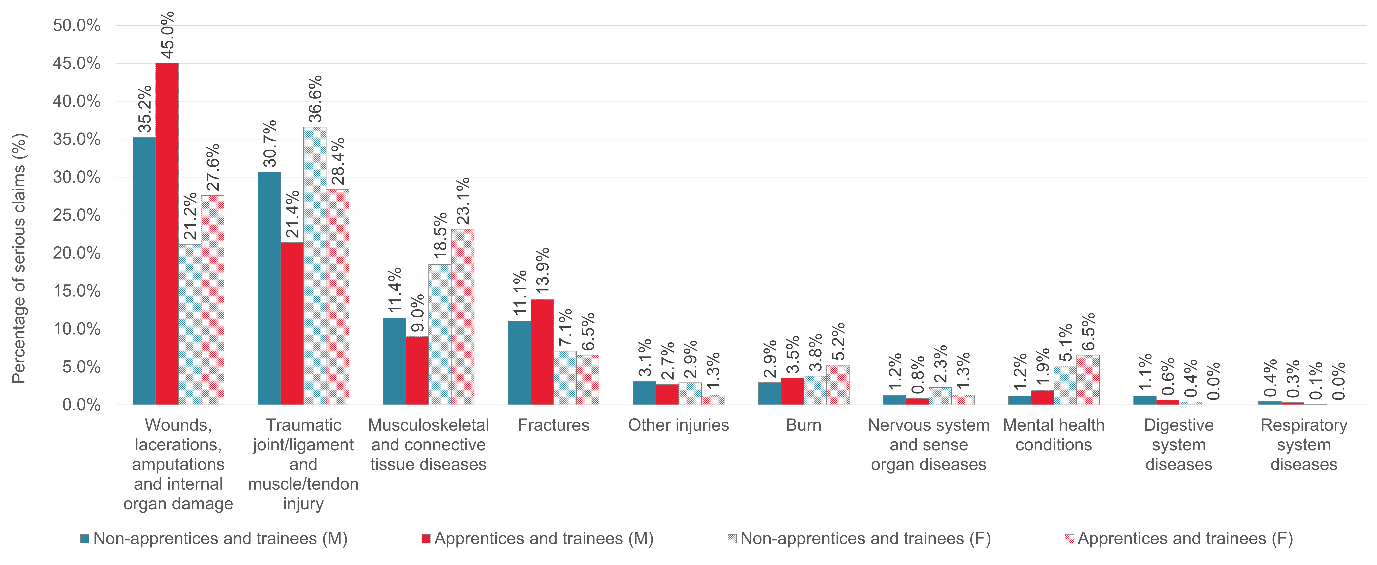 Percentage of serious claims (%)
50.0%
45.0%
40.0%
35.0%
30.0%
25.0%
20.0%
15.0%
10.0%
5.0%
0.0%
35.2%
45.0%
21.2%
27.6%
30.7%
21.4%
36.6%
28.4%
11.4%
9.0%
18.5%
23.1%
11.1%
13.9%
7.1%
6.5%
3.1%
2.7%
2.9%
1.3%
2.9%
3.5%
3.8%
5.2%
1.2%
0.8%
2.3%
1.3%
1.2%
1.9%
5.1%
6.5%
1.1%
0.6%
0.4%
0.0%
0.4%
0.3%
0.1%
0.0%
Wounds,
lacerations,
amputations
and internal
organ damage
Traumatic
joint/ligament
and
muscle/tendon
injury
Musculoskeletal
and connective
tissue diseases
Fractures
Other injuries
Burn
Nervous system
and sense
organ diseases
Mental health
conditions
Digestive
system
diseases
Respiratory
system
diseases
Non-apprentices and trainees (M)
Apprentices and trainees (M)
Non-apprentices and trainees (F)
Apprentices and trainees (F)